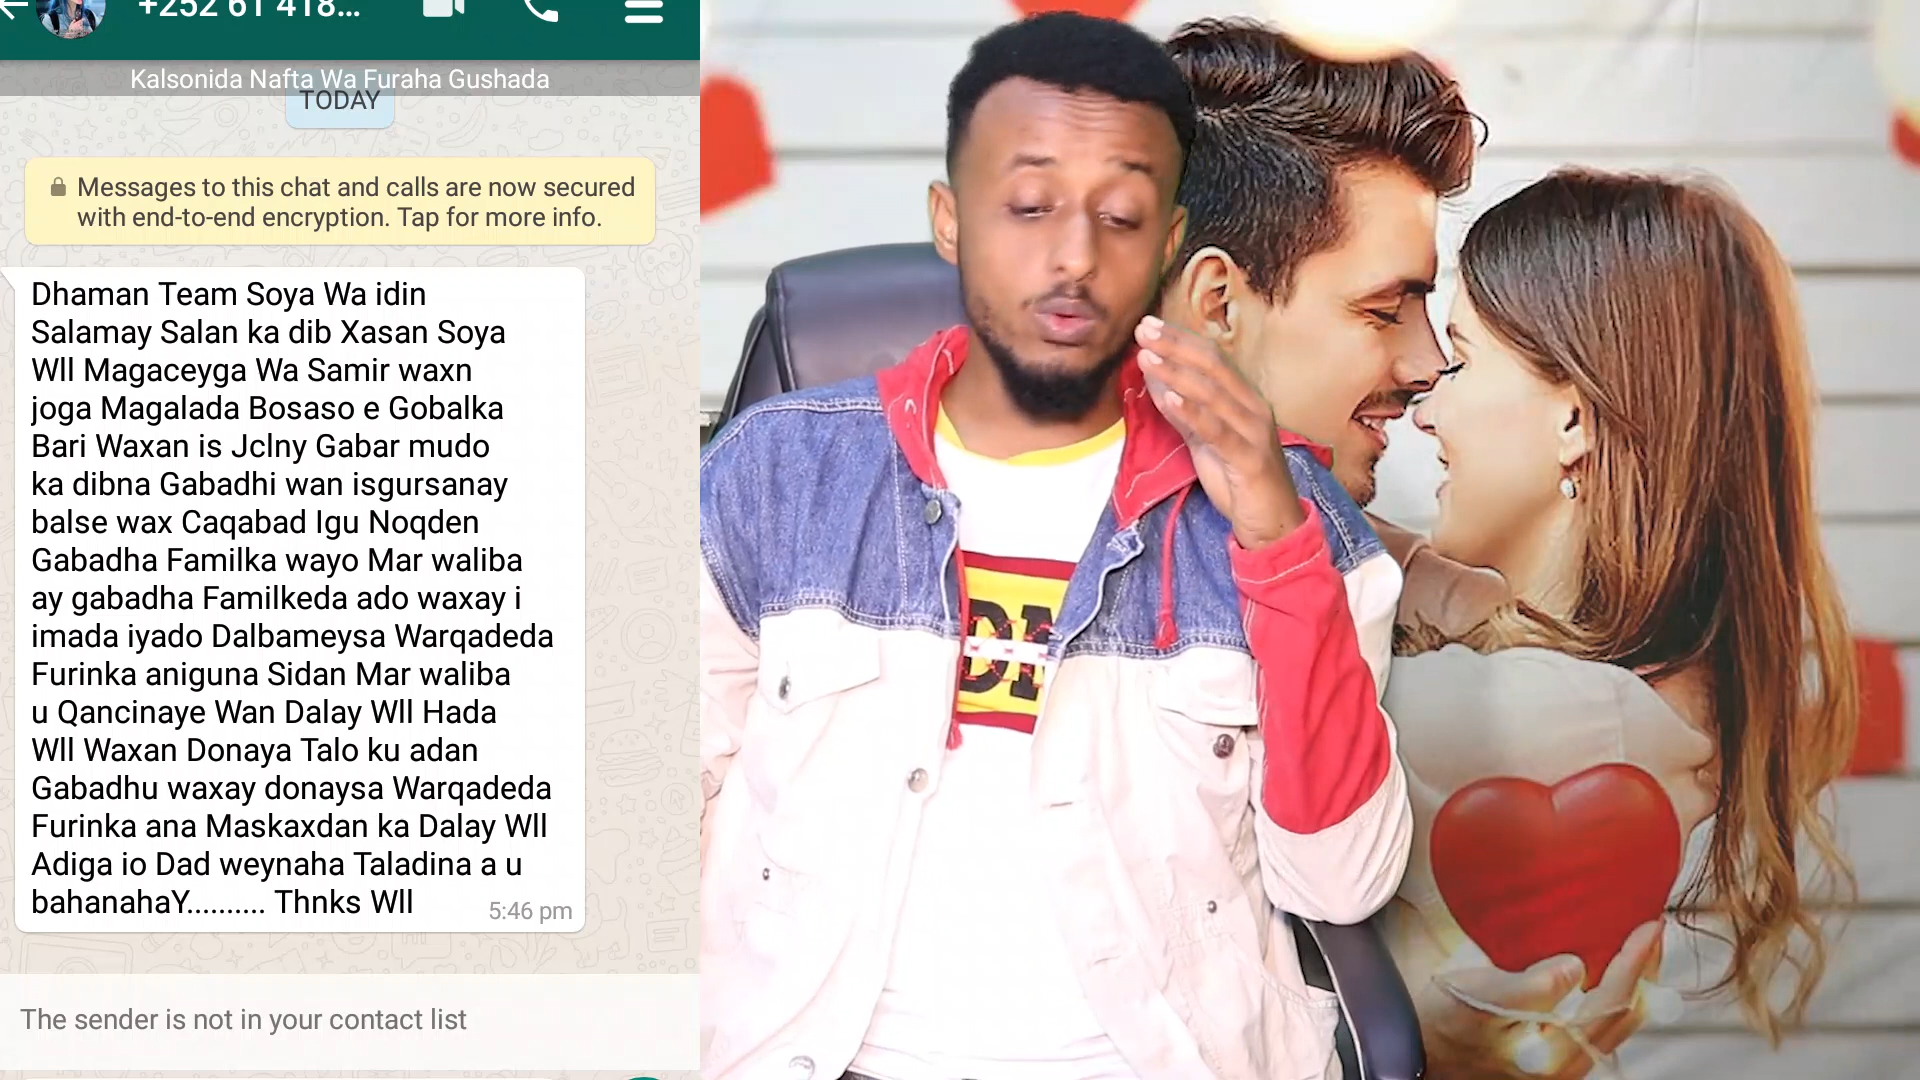 +252 61 418...
Kalsonida Nafta Wa Furaha Gushada
TODAY
Messages to this chat and calls are now secured
with end-to-end encryption. Tap for more info.
Dhaman Team Soya Wa idin
Salamay Salan ka dib Xasan Soya
Wll Magaceyga Wa Samir waxn
joga Magalada Bosaso e Gobalka
Bari Waxan is Jclny Gabar mudo
ka dibna Gabadhi wan isgursanay
balse wax Caqabad Igu Noqden
Gabadha Familka wayo Mar waliba
ay gabadha Familkeda ado waxay i
imada iyado Dalbameysa Warqadeda
Furinka aniguna Sidan Mar waliba
u Qancinaye Wan Dalay Wll Hada
Wll Waxan Donaya Talo ku adan
Gabadhu waxay donaysa Warqadeda
Furinka ana Maskaxdan ka Dalay Wll
Adiga io Dad weynaha Taladina a u
bahanahaY.......... Thnks Wll
5:46 pm
The sender is not in your contact list